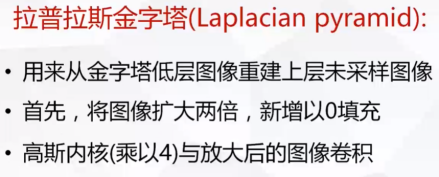 拉普拉斯金字塔(Laplacian pyramid):
• 用来从金字塔低层图像重建上层未采样图像
• 首先，将图像扩大两倍，新增以0填充
• 高斯内核(乘以4)与放大后的图像卷积